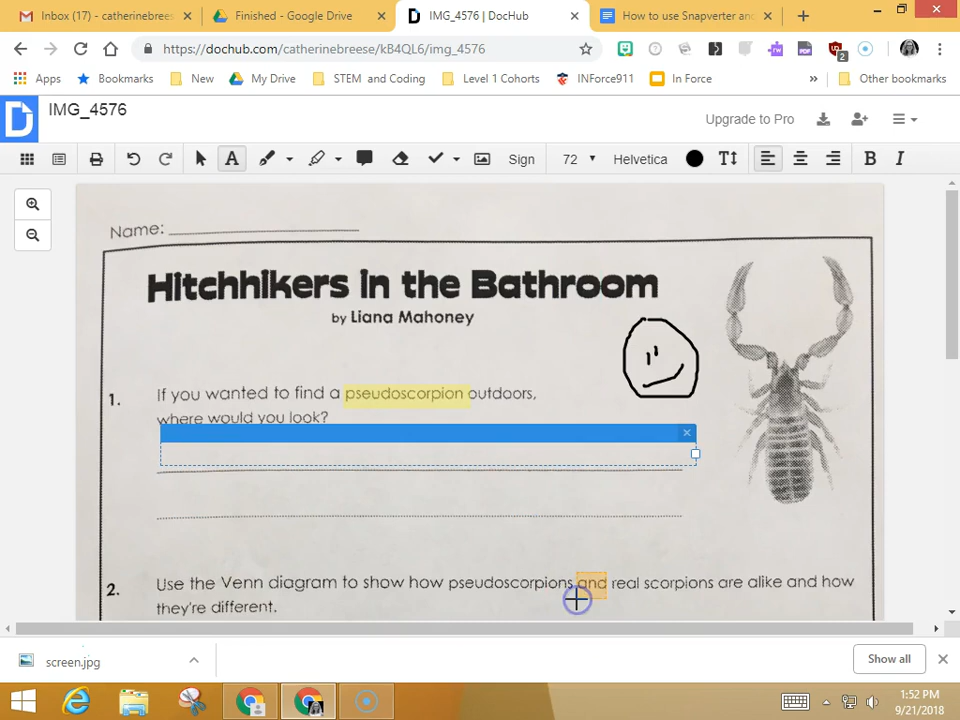 Inbox (17) - catherinebrees
Finished - Google Drive
IMG_4576 | DocHub
How to use Snapverter and
https://dochub.com/catherinebreese/kB4QL6/img_4576
2
Apps
Bookmarks
New
My Drive
STEM and Coding
Level 1 Cohorts
INForce911
In Force
»
Other bookmarks
IMG_4576
Upgrade to Pro
A
Sign
72
Helvetica
B
I
Name:
Hitchhikers in the Bathroom
by Liana Mahoney
1. If you wanted to find a pseudoscorpion outdoors,
where would you look?
2. Use the Venn diagram to show how pseudoscorpions and real scorpions are alike and how
they're different.
screen.jpg
Show all
1:52 PM
9/21/2018